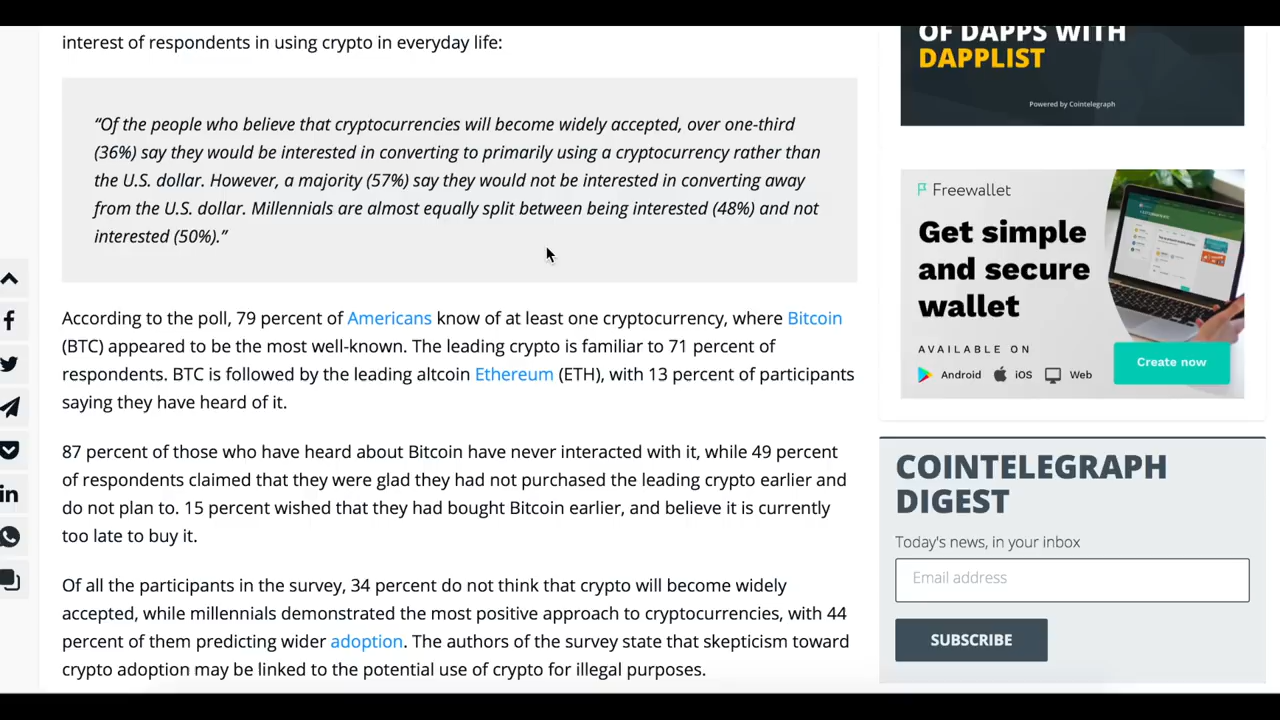 interest of respondents in using crypto in everyday life:
“Of the people who believe that cryptocurrencies will become widely accepted, over one-third
(36%) say they would be interested in converting to primarily using a cryptocurrency rather than
the U.S. dollar. However, a majority (57%) say they would not be interested in converting away
from the U.S. dollar. Millennials are almost equally split between being interested (48%) and not
interested (50%).”
According to the poll, 79 percent of Americans know of at least one cryptocurrency, where Bitcoin
(BTC) appeared to be the most well-known. The leading crypto is familiar to 71 percent of
respondents. BTC is followed by the leading altcoin Ethereum (ETH), with 13 percent of participants
saying they have heard of it.
87 percent of those who have heard about Bitcoin have never interacted with it, while 49 percent
of respondents claimed that they were glad they had not purchased the leading crypto earlier and
do not plan to. 15 percent wished that they had bought Bitcoin earlier, and believe it is currently
too late to buy it.
Of all the participants in the survey, 34 percent do not think that crypto will become widely
accepted, while millennials demonstrated the most positive approach to cryptocurrencies, with 44
percent of them predicting wider adoption. The authors of the survey state that skepticism toward
crypto adoption may be linked to the potential use of crypto for illegal purposes.
OF DAPPS WITH
DAPPLIST
Powered by Cointelegraph
Freewallet
Get simple
and secure
wallet
AVAILABLE ON
Android iOS Web
Create now
COINTELEGRAPH
DIGEST
Today's news, in your inbox
Email address
SUBSCRIBE